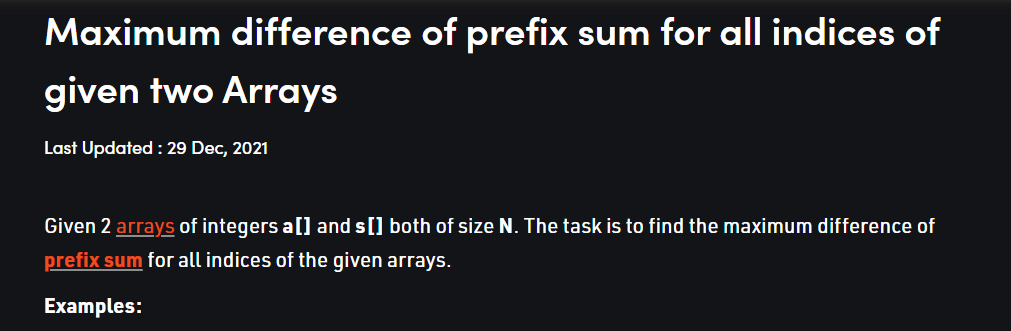 Maximum difference of prefix sum for all indices of
given two Arrays
Last Updated : 29 Dec, 2021
Given 2 arrays of integers a[] and s[] both of size N. The task is to find the maximum difference of
prefix sum for all indices of the given arrays.
Examples: